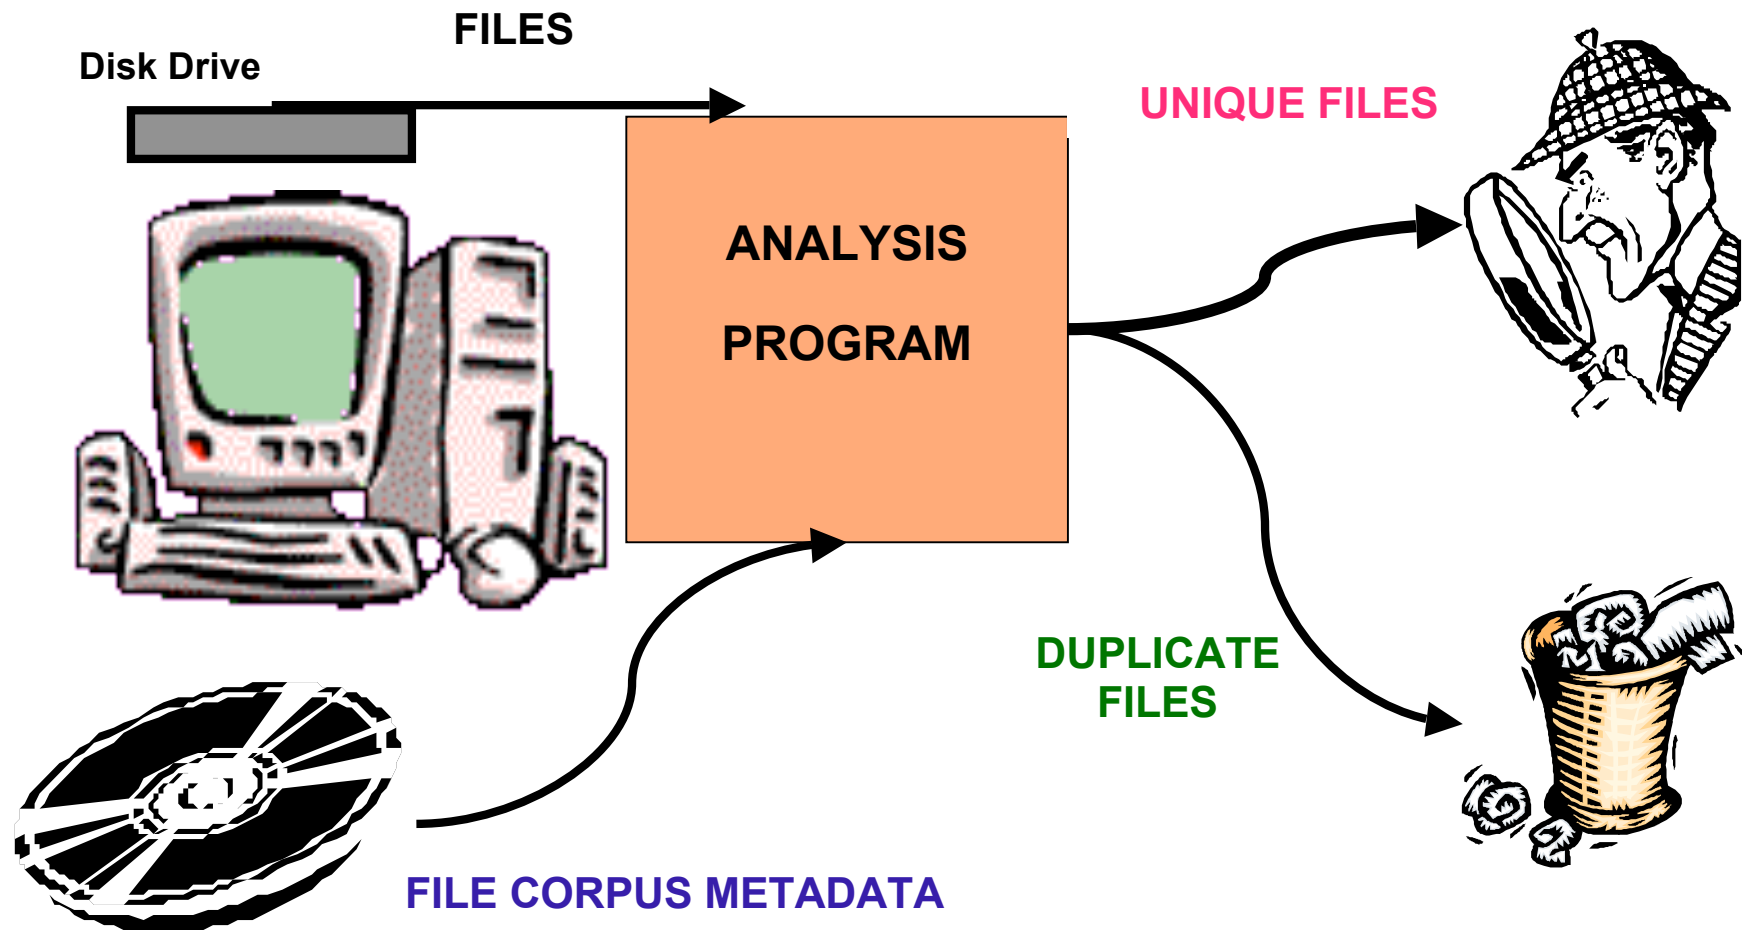 FILES
Disk Drive
UNIQUE FILES
ANALYSIS
PROGRAM
DUPLICATE
FILES
FILE CORPUS METADATA